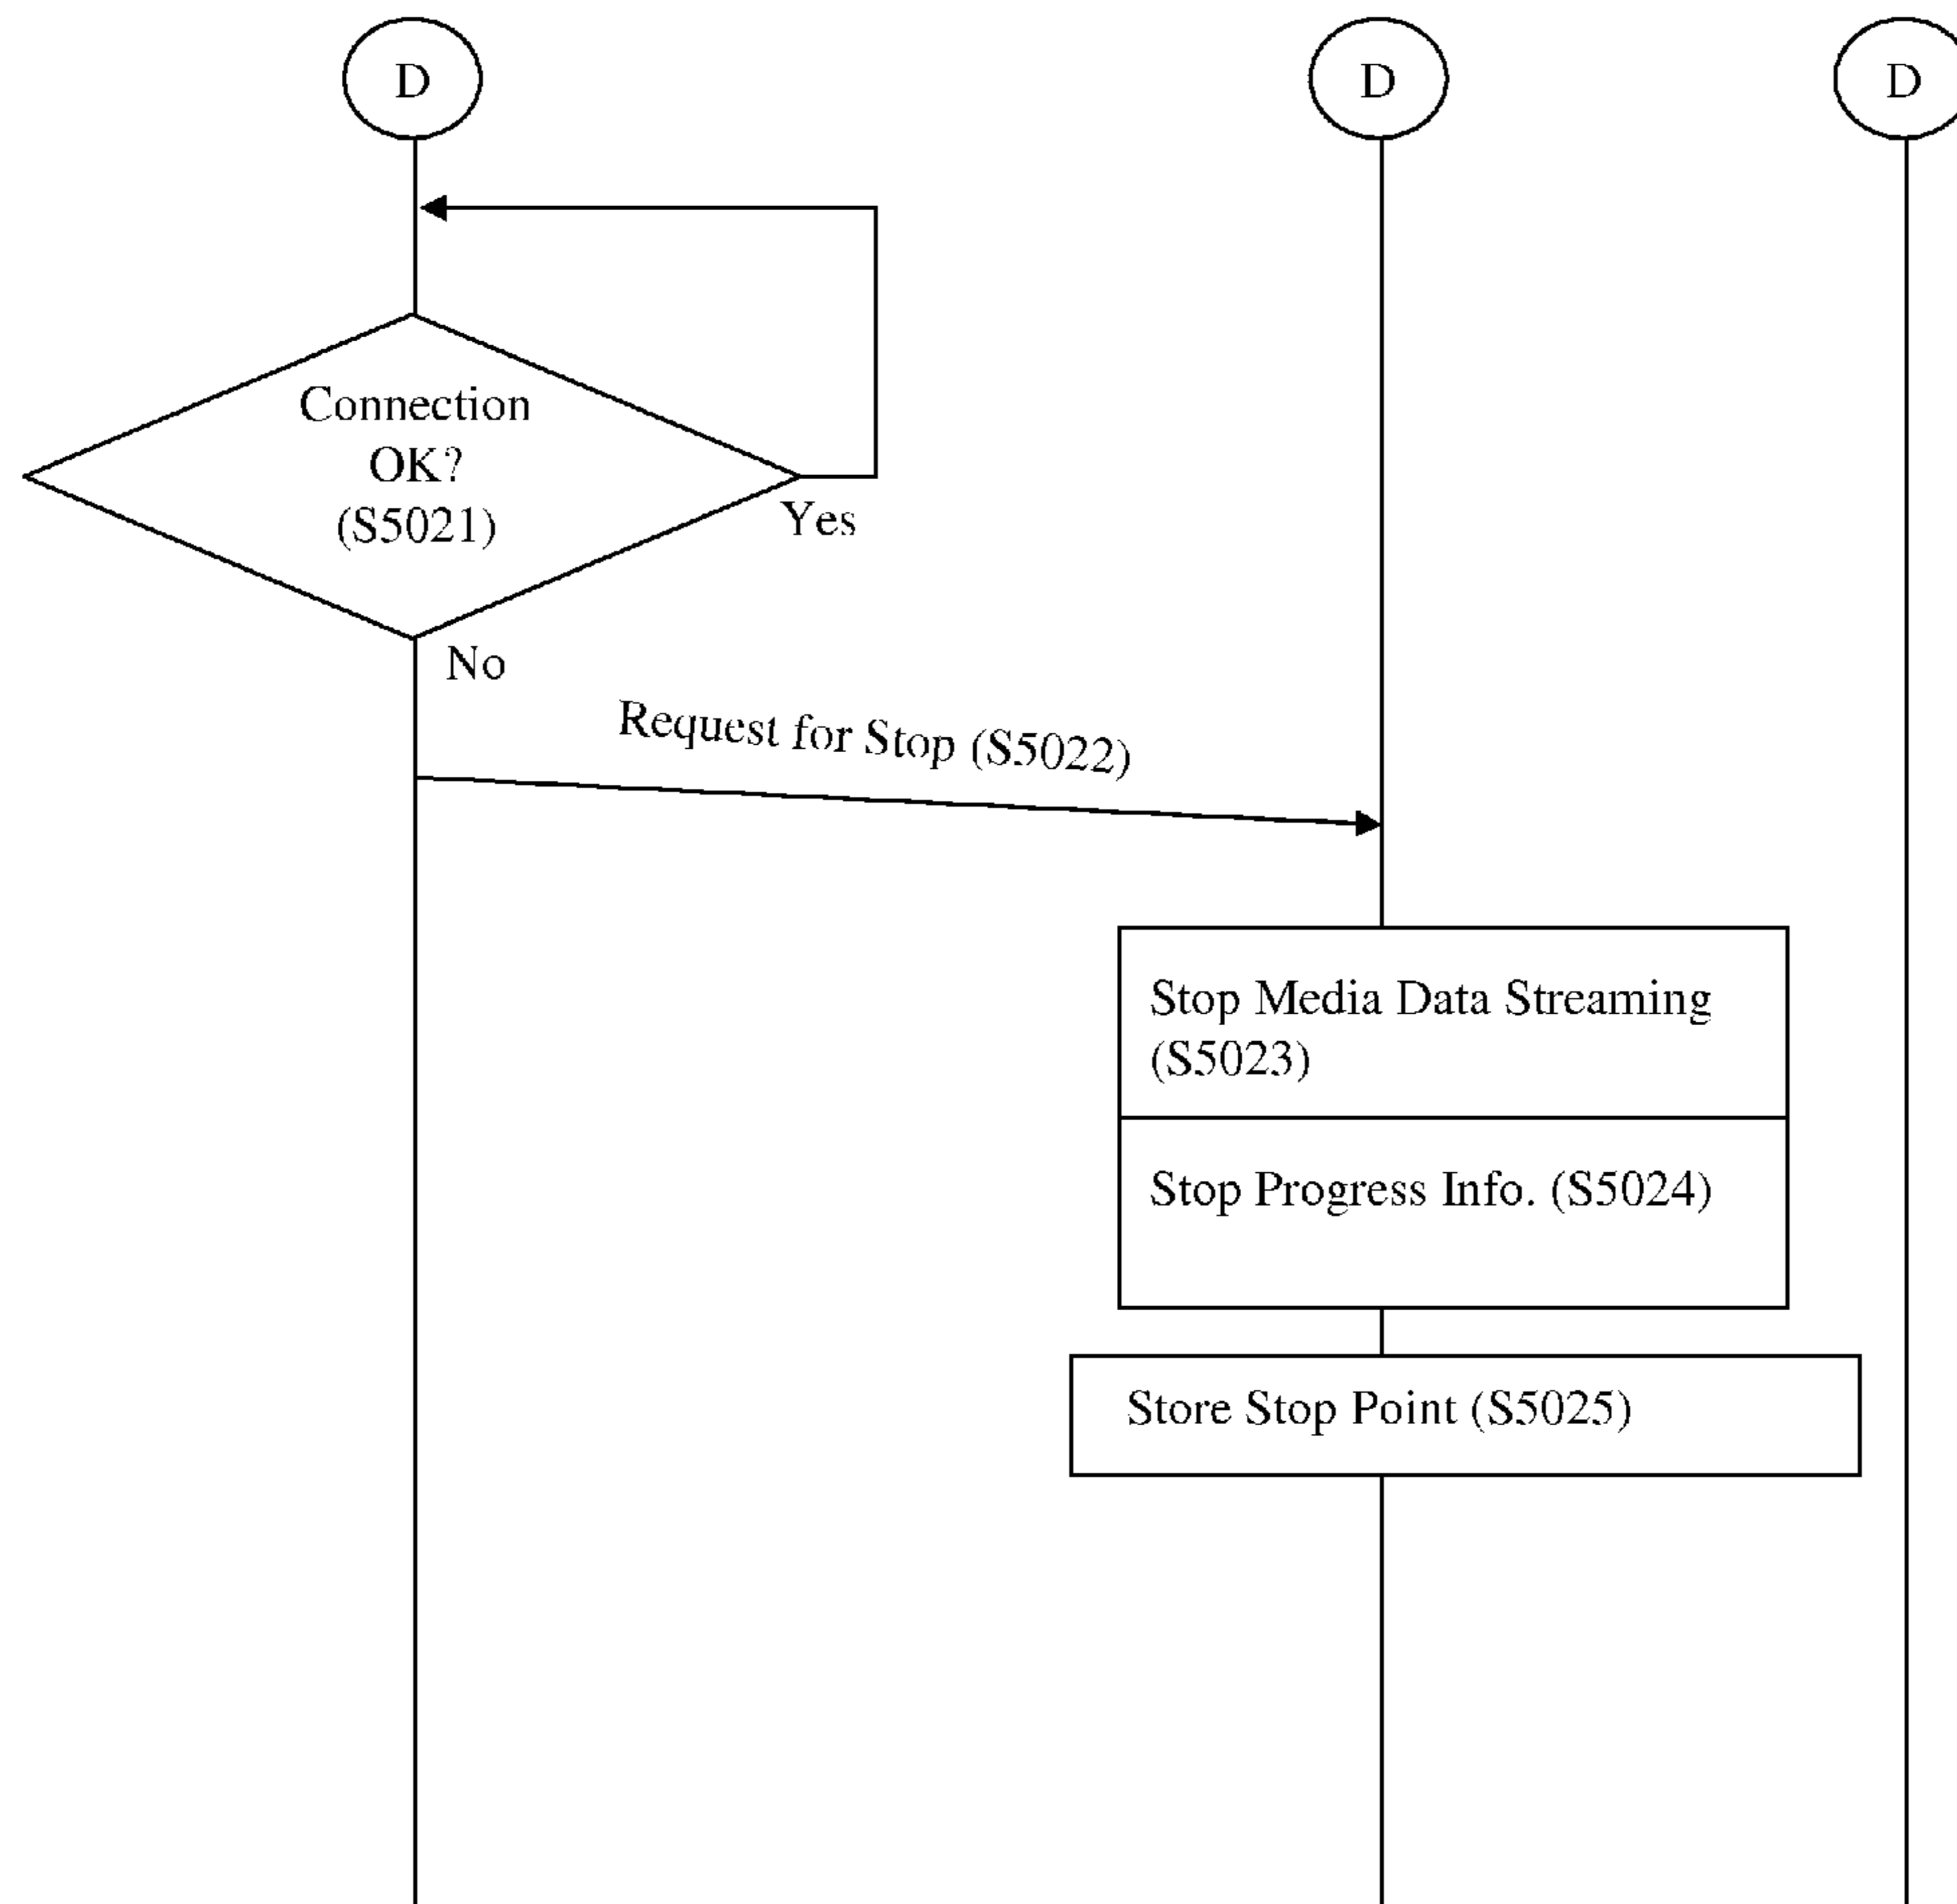 D
D
D
Connection
OK?
(S5021)
Yes
No
Request for Stop (S5022)
Stop Media Data Streaming
(S5023)
Stop Progress Info. (S5024)
Store Stop Point (S5025)